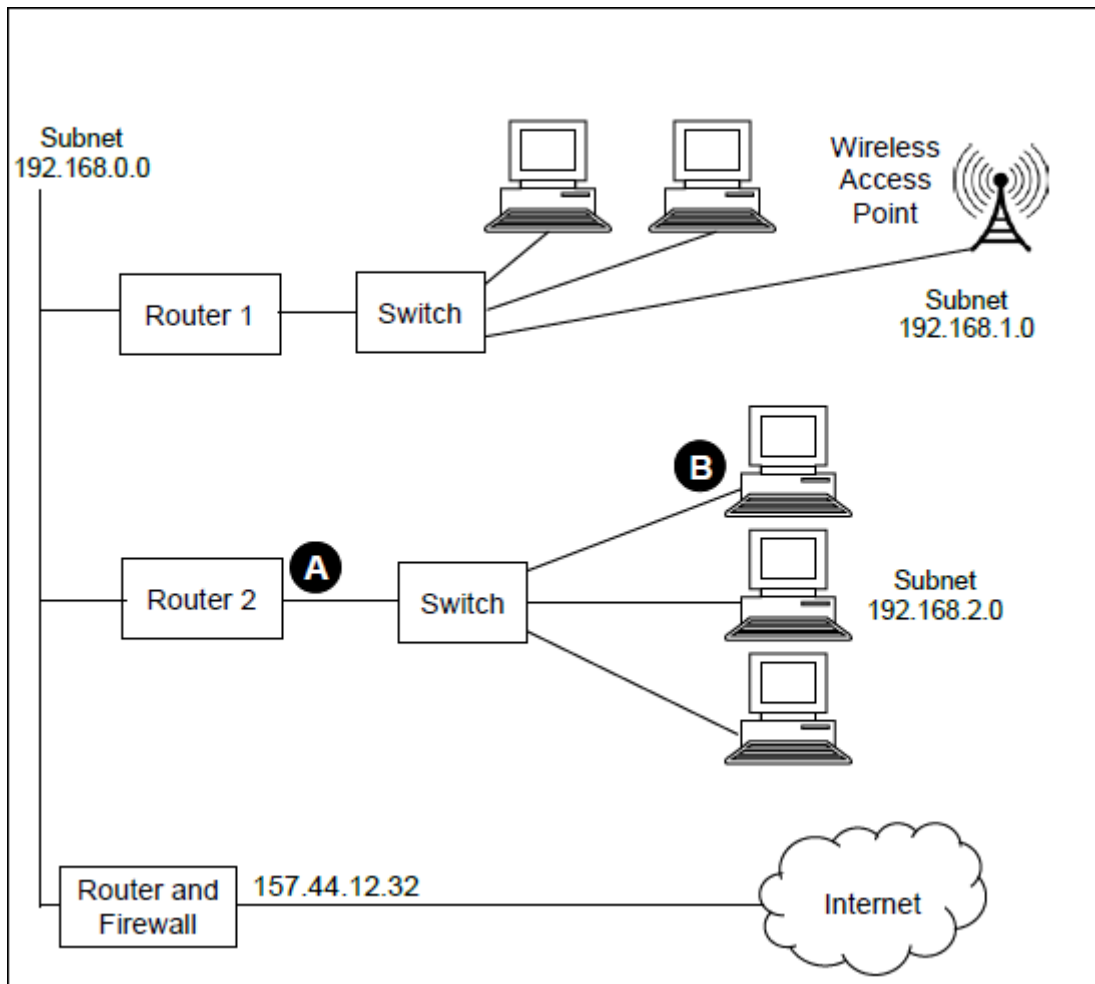 Subnet
192.168.0.0
Wireless
Access
Point
Router 1
Switch
Subnet
192.168.1.0
B
A
Router 2
Switch
Subnet
192.168.2.0
Router and
Firewall
157.44.12.32
Internet